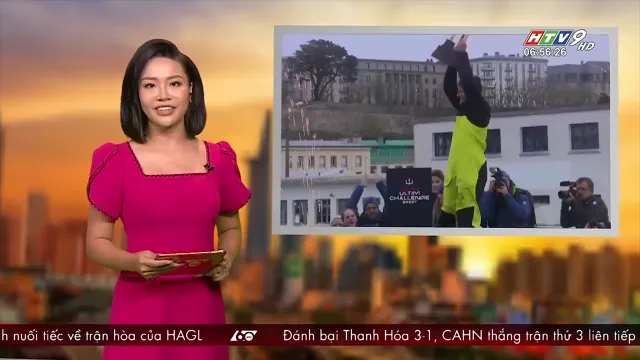 HTV9 HD
06:56:26
ULTIM
CHALLENGE
BREST
h nuối tiếc về trận hòa của HAGL 60 Đánh bại Thanh Hóa 3-1, CAHN thắng trận thứ 3 liên tiếp